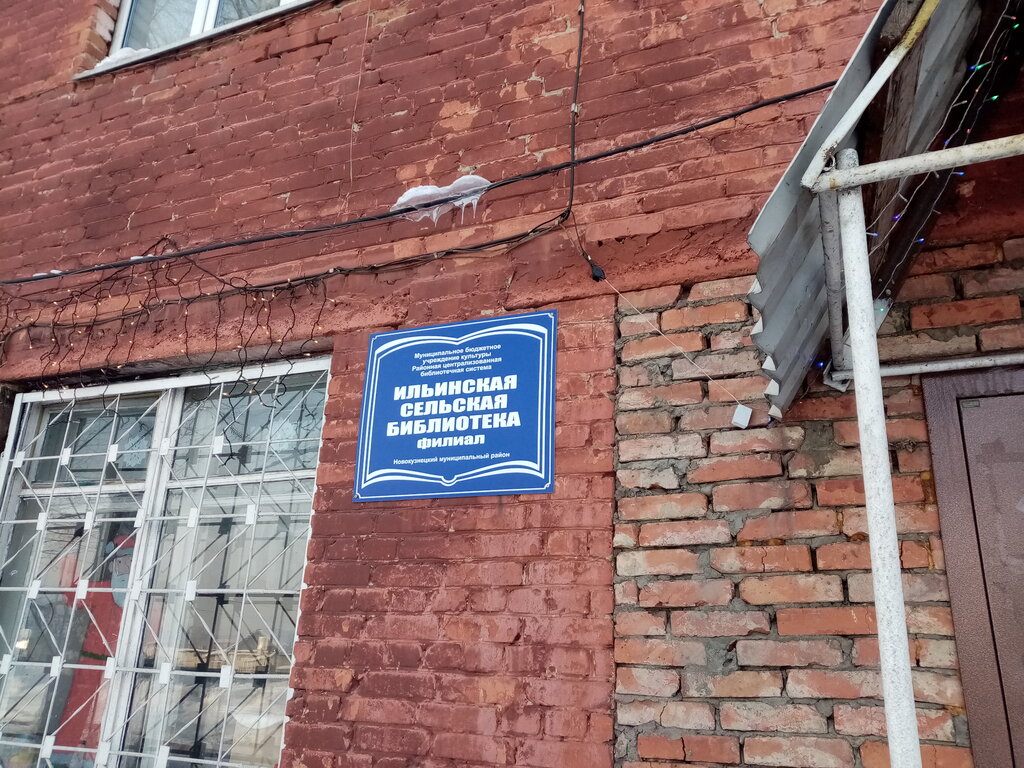 Муниципальное бюджетное
учреждение культуры
Районная централизованная
библиотечная система
ИЛЬИНСКАЯ
СЕЛЬСКАЯ
БИБЛИОТЕКА
филиал
Новокузнецкий муниципальный район